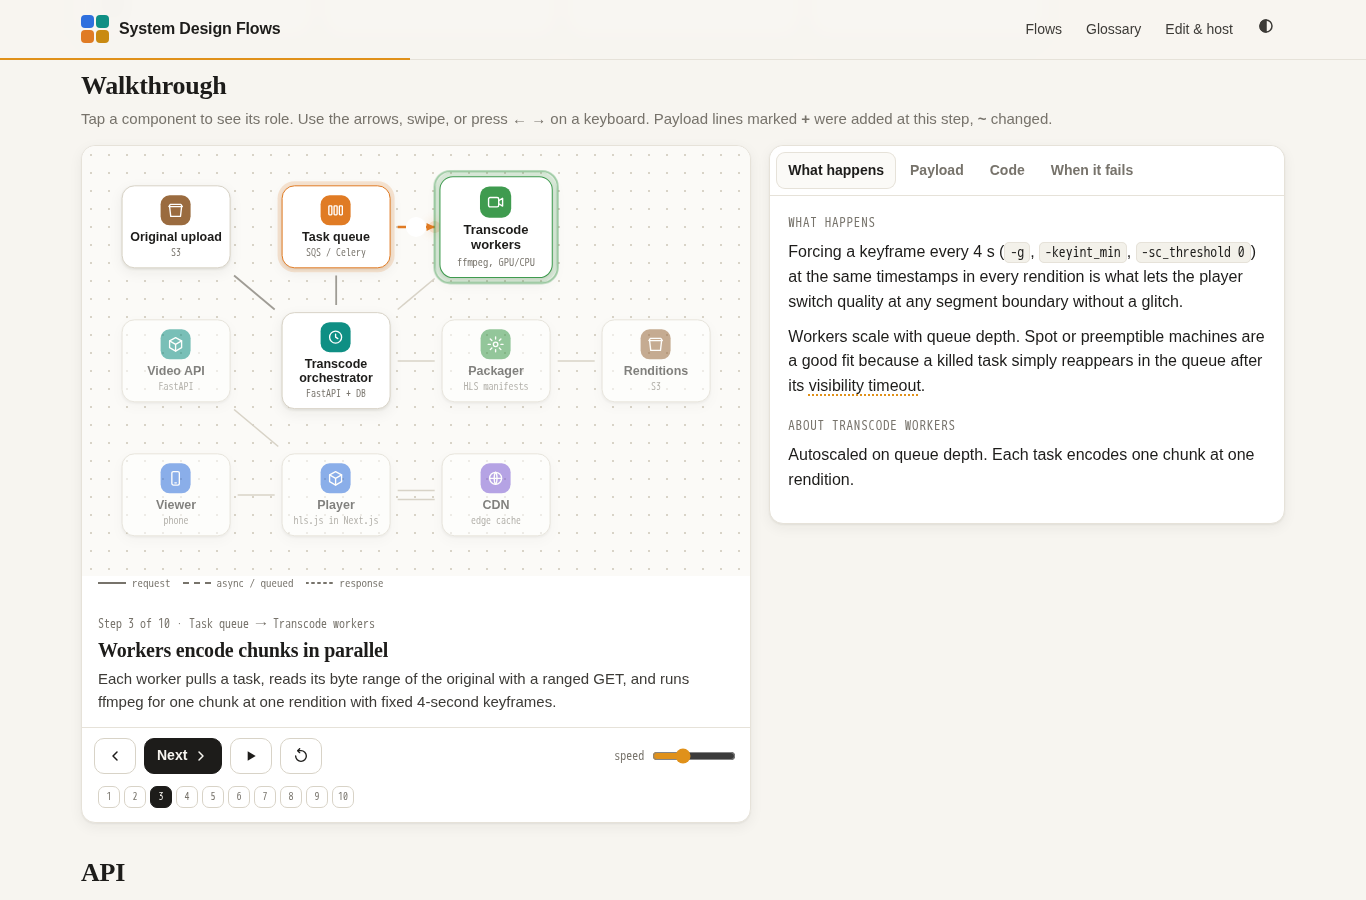 System Design Flows
Flows
Glossary
Edit & host
Walkthrough
Tap a component to see its role. Use the arrows, swipe, or press ← → on a keyboard. Payload lines marked + were added at this step, ~ changed.
Original upload
S3
Task queue
SQS / Celery
Transcode
workers
ffmpeg, GPU/CPU
Video API
FastAPI
Transcode
orchestrator
FastAPI + DB
Packager
HLS manifests
Renditions
S3
Viewer
phone
Player
hls.js in Next.js
CDN
edge cache
request
async / queued
response
Step 3 of 10 · Task queue → Transcode workers
Workers encode chunks in parallel
Each worker pulls a task, reads its byte range of the original with a ranged GET, and runs
ffmpeg for one chunk at one rendition with fixed 4-second keyframes.
Next
speed
1 2 3 4 5 6 7 8 9 10
What happens
Payload
Code
When it fails
WHAT HAPPENS
Forcing a keyframe every 4 s (-g, -keyint_min, -sc_threshold 0)
at the same timestamps in every rendition is what lets the player
switch quality at any segment boundary without a glitch.
Workers scale with queue depth. Spot or preemptible machines are
a good fit because a killed task simply reappears in the queue after
its visibility timeout.
ABOUT TRANSCODE WORKERS
Autoscaled on queue depth. Each task encodes one chunk at one
rendition.
API